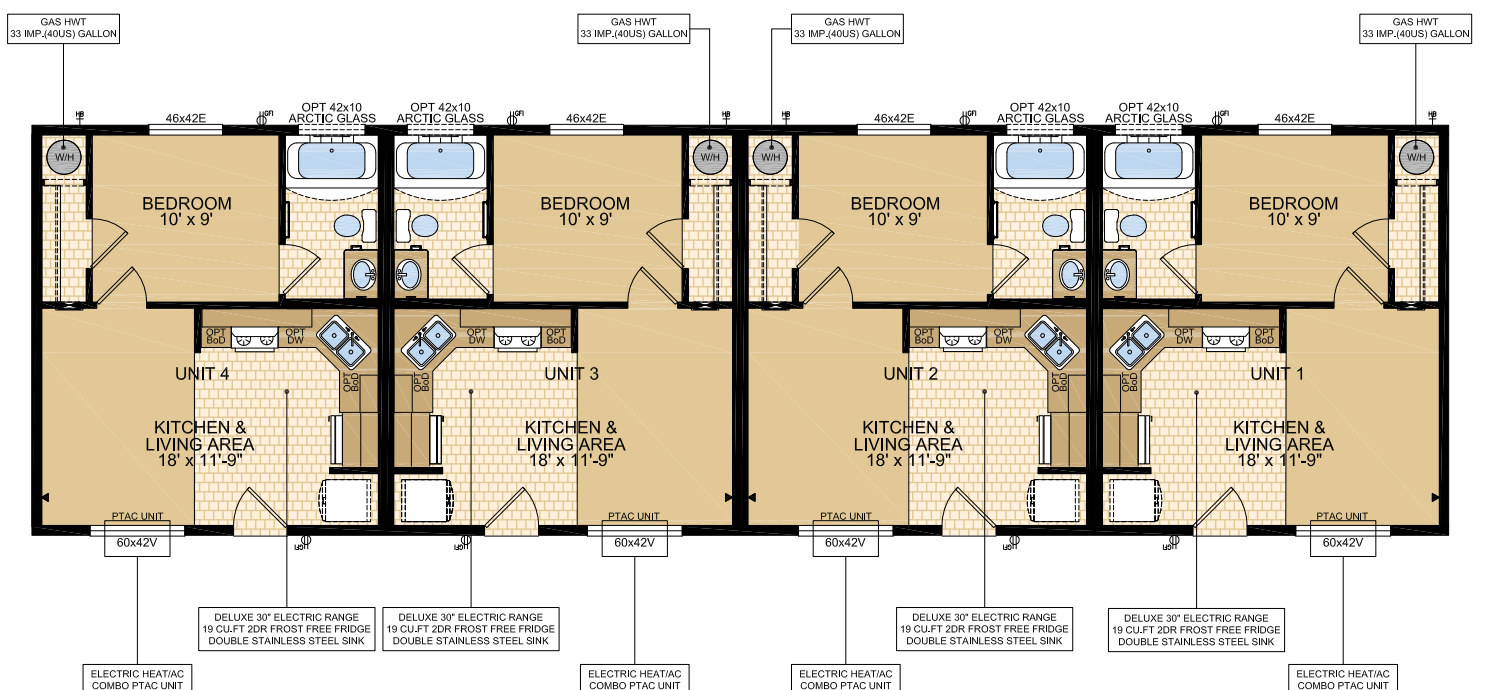 GAS HWT
33 IMP.(40US) GALLON
GAS HWT
33 IMP.(40US) GALLON
GAS HWT
33 IMP.(40US) GALLON
GAS HWT
33 IMP.(40US) GALLON
HB
46x42E
GFI
OPT 42x10
ARCTIC GLASS
OPT 42x10
ARCTIC GLASS
46x42E
HB
HB
46x42E
GFI
OPT 42x10
ARCTIC GLASS
OPT 42x10
ARCTIC GLASS
GFI
46x42E
HB
W/H
W/H
W/H
W/H
BEDROOM
10' x 9'
BEDROOM
10' x 9'
BEDROOM
10' x 9'
BEDROOM
10' x 9'
OPT
BoD
OPT
DW
OPT
BoD
UNIT 4
KITCHEN &
LIVING AREA
18' x 11'-9"
OPT
DW
OPT
BoD
OPT
BoD
UNIT 3
KITCHEN &
LIVING AREA
18' x 11'-9"
OPT
BoD
OPT
DW
OPT
BoD
UNIT 2
KITCHEN &
LIVING AREA
18' x 11'-9"
OPT
DW
OPT
BoD
OPT
BoD
UNIT 1
KITCHEN &
LIVING AREA
18' x 11'-9"
PTAC UNIT
60x42V
GFI
GFI
PTAC UNIT
60x42V
PTAC UNIT
60x42V
GFI
GFI
PTAC UNIT
60x42V
DELUXE 30" ELECTRIC RANGE
19 CU.FT 2DR FROST FREE FRIDGE
DOUBLE STAINLESS STEEL SINK
DELUXE 30" ELECTRIC RANGE
19 CU.FT 2DR FROST FREE FRIDGE
DOUBLE STAINLESS STEEL SINK
DELUXE 30" ELECTRIC RANGE
19 CU.FT 2DR FROST FREE FRIDGE
DOUBLE STAINLESS STEEL SINK
DELUXE 30" ELECTRIC RANGE
19 CU.FT 2DR FROST FREE FRIDGE
DOUBLE STAINLESS STEEL SINK
ELECTRIC HEAT/AC
COMBO PTAC UNIT
ELECTRIC HEAT/AC
COMBO PTAC UNIT
ELECTRIC HEAT/AC
COMBO PTAC UNIT
ELECTRIC HEAT/AC
COMBO PTAC UNIT